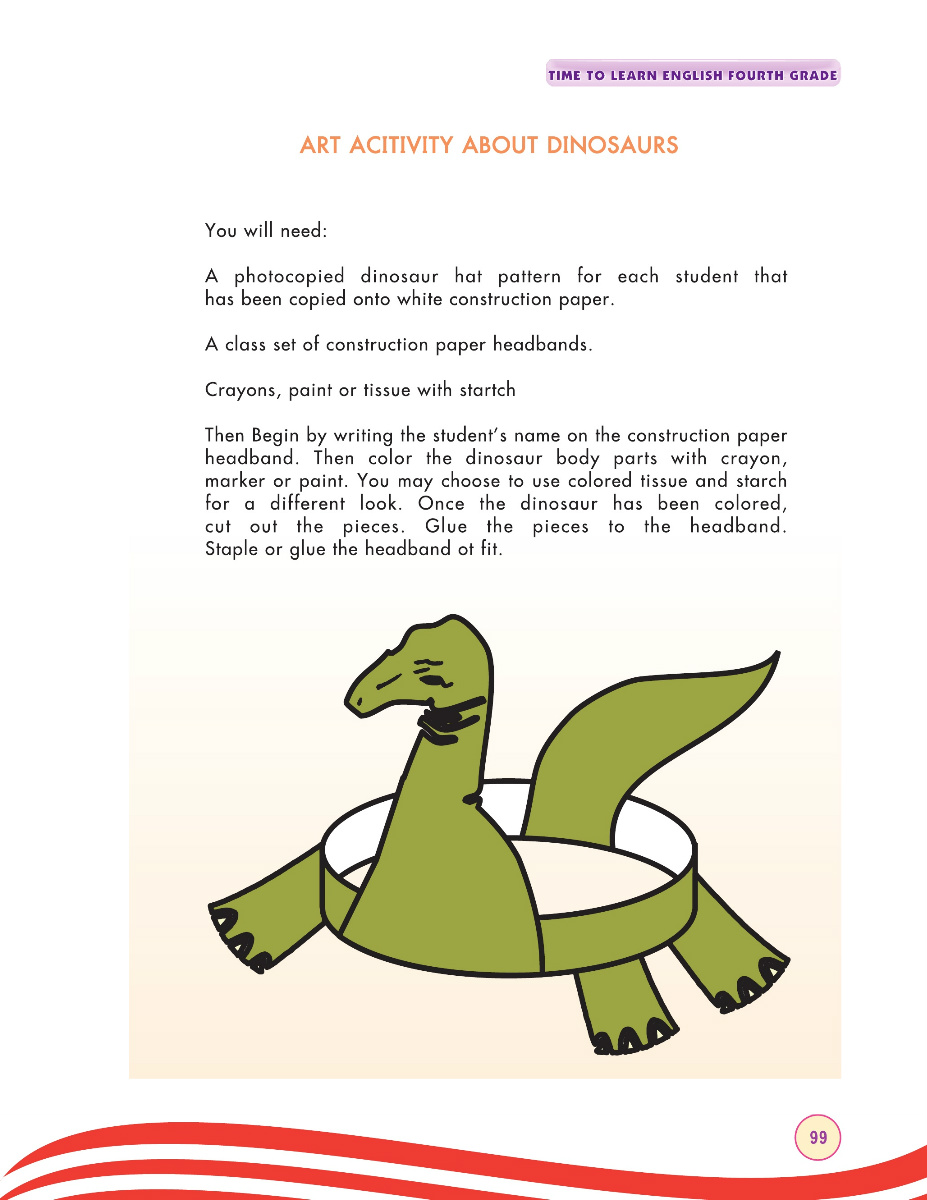 TIME TO LEARN ENGLISH FOURTH GRADE
ART ACITIVITY ABOUT DINOSAURS
You will need:
A photocopied dinosaur hat pattern for each student that
has been copied onto white construction paper.
A class set of construction paper headbands.
Crayons, paint or tissue with startch
Then Begin by writing the student's name on the construction paper
headband. Then color the dinosaur body parts with crayon,
marker or paint. You may choose to use colored tissue and starch
for a different look. Once the dinosaur has been colored,
cut out the pieces. Glue the pieces to the headband.
Staple or glue the headband ot fit.
99